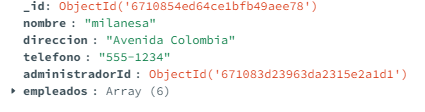 _id: ObjectId('6710854ed64ce1bfb49aee78')
nombre : "milanesa"
direccion : "Avenida Colombia"
telefono : "555-1234"
administradorId : ObjectId('671083d23963da2315e2a1d1')
empleados : Array (6)